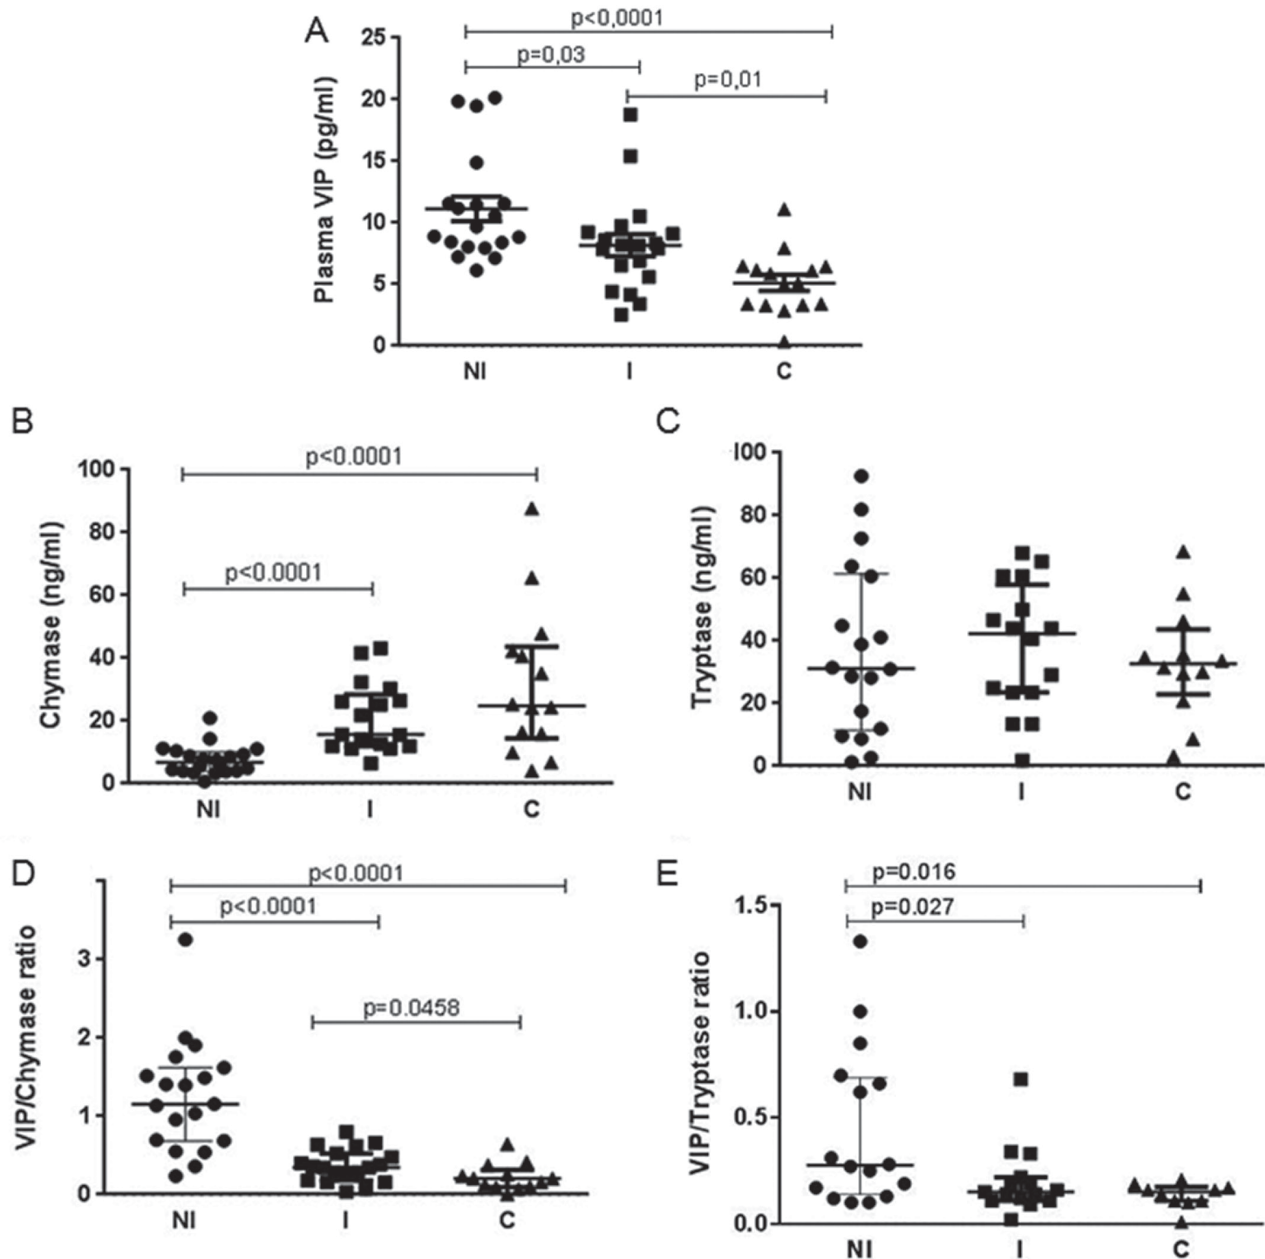 A
p<0,0001
p=0,03
p=0,01
Plasma VIP (pg/ml)
25
20
15
10
5
0
NI I C
B
p<0.0001
p<0.0001
Chymase (ng/ml)
100
80
60
40
20
0
NI I C
C
Tryptase (ng/ml)
100
80
60
40
20
0
NI I C
D
p<0.0001
p<0.0001
p=0.0458
VIP/Chymase ratio
3
2
1
0
NI I C
E
p=0.016
p=0.027
VIP/Tryptase ratio
1.5
1.0
0.5
0.0
NI I C